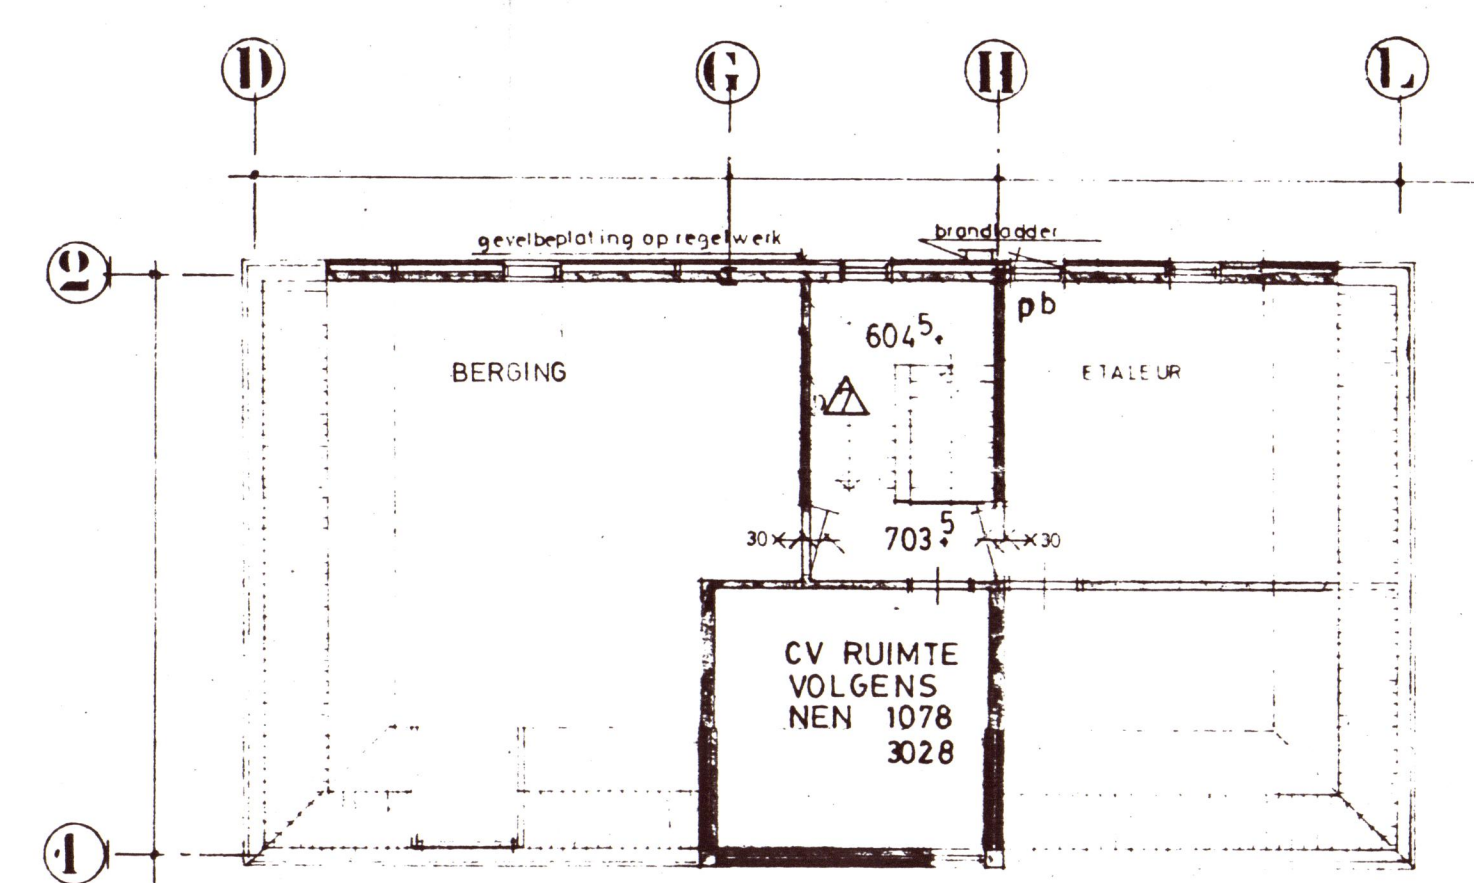 D G H L
gevelbeplating op regelwerk
brandladder
2
pb
604⁵+
BERGING
ETALEUR
30
703⁵+
30
CV RUIMTE
VOLGENS
NEN 1078
3028
1